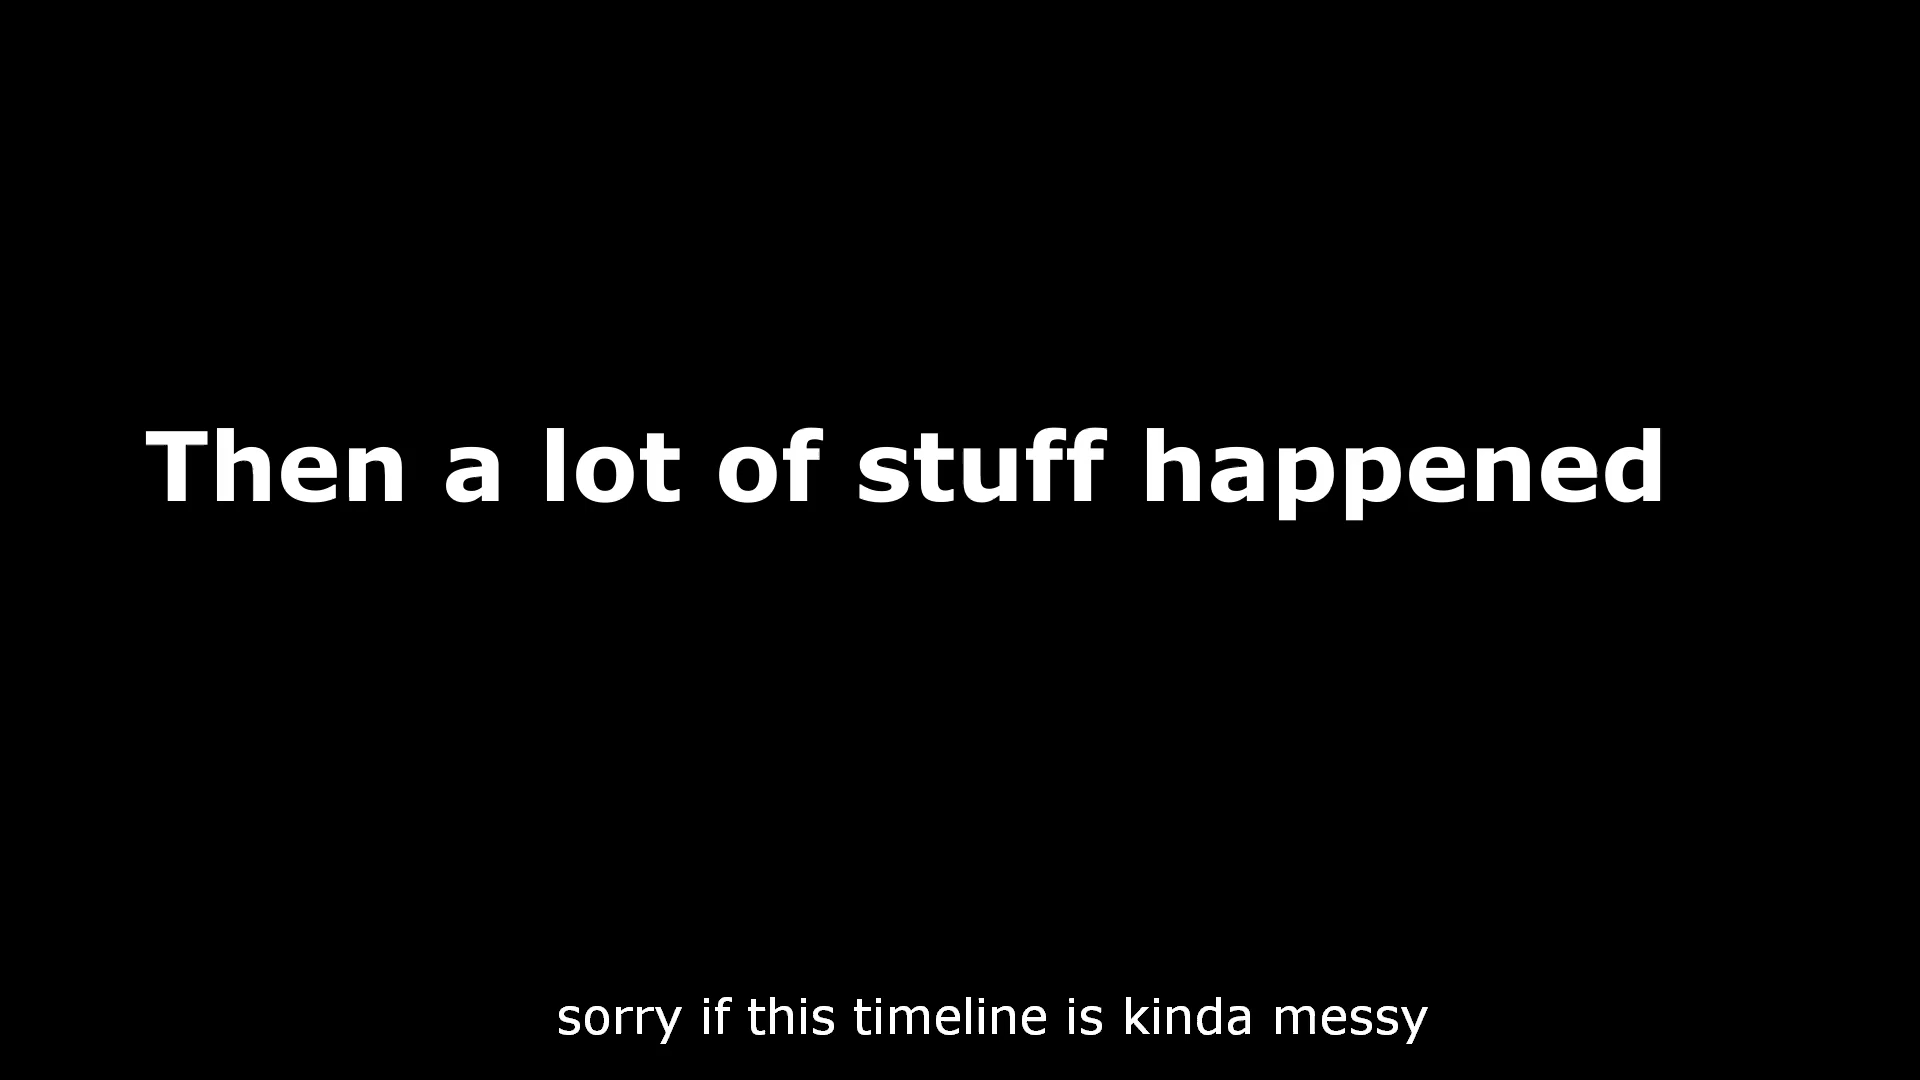 Then a lot of stuff happened
sorry if this timeline is kinda messy